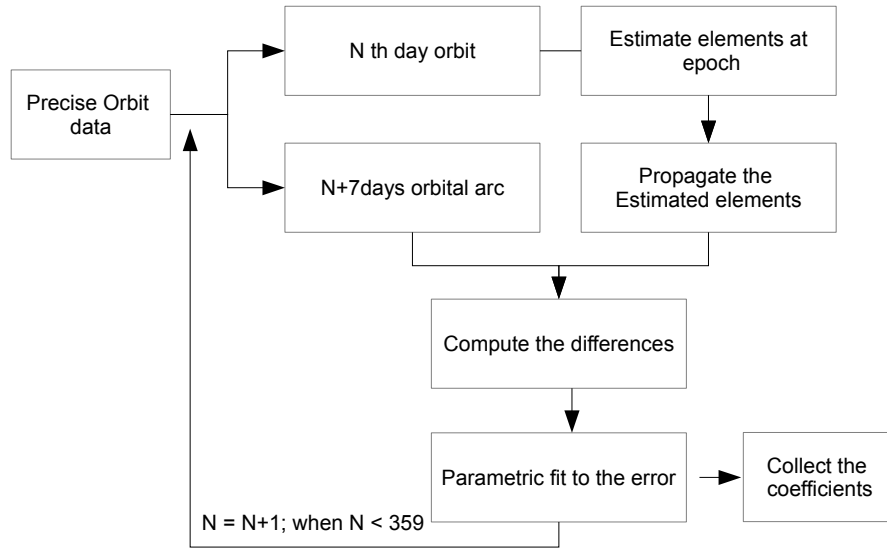 Precise Orbit
data
N th day orbit
Estimate elements at
epoch
N+7days orbital arc
Propagate the
Estimated elements
Compute the differences
Parametric fit to the error
Collect the
coefficients
N = N+1; when N < 359